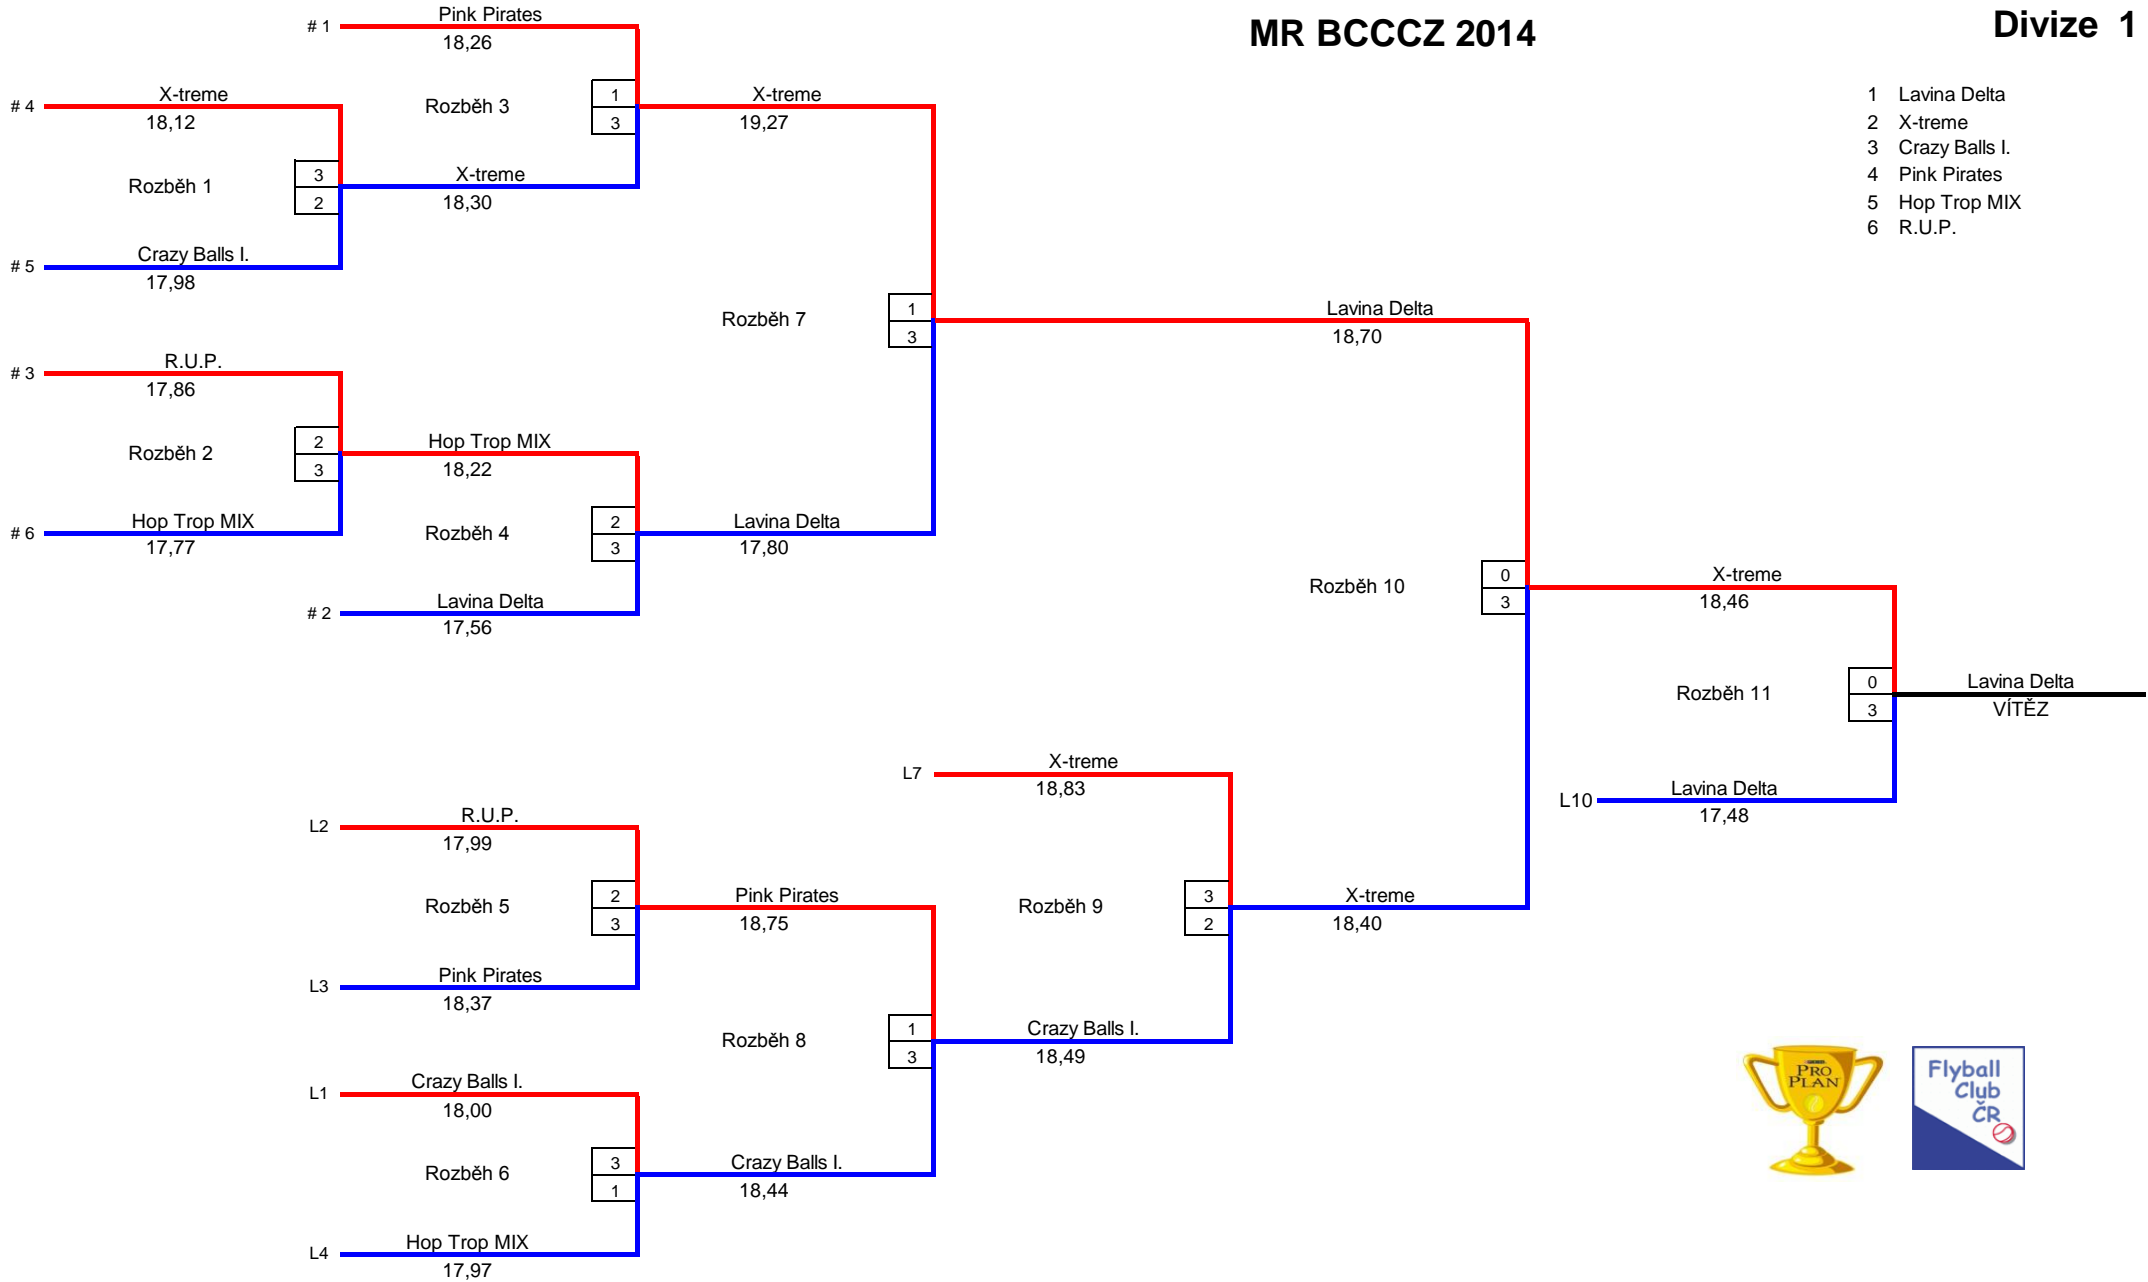 MR BCCCZ 2014
Divize 1
1 Lavina Delta
2 X-treme
3 Crazy Balls I.
4 Pink Pirates
5 Hop Trop MIX
6 R.U.P.
# 1
Pink Pirates
18,26
# 4
X-treme
18,12
Rozběh 3
1
3
X-treme
19,27
Rozběh 1
3
2
X-treme
18,30
# 5
Crazy Balls I.
17,98
Rozběh 7
1
3
Lavina Delta
18,70
# 3
R.U.P.
17,86
Rozběh 2
2
3
Hop Trop MIX
18,22
# 6
Hop Trop MIX
17,77
Rozběh 4
2
3
Lavina Delta
17,80
# 2
Lavina Delta
17,56
Rozběh 10
0
3
X-treme
18,46
Rozběh 11
0
3
Lavina Delta
VÍTĚZ
L7
X-treme
18,83
L10
Lavina Delta
17,48
L2
R.U.P.
17,99
Rozběh 5
2
3
Pink Pirates
18,75
Rozběh 9
3
2
X-treme
18,40
L3
Pink Pirates
18,37
Rozběh 8
1
3
Crazy Balls I.
18,49
L1
Crazy Balls I.
18,00
Rozběh 6
3
1
Crazy Balls I.
18,44
L4
Hop Trop MIX
17,97
PRO
PLAN
Flyball
Club
ČR